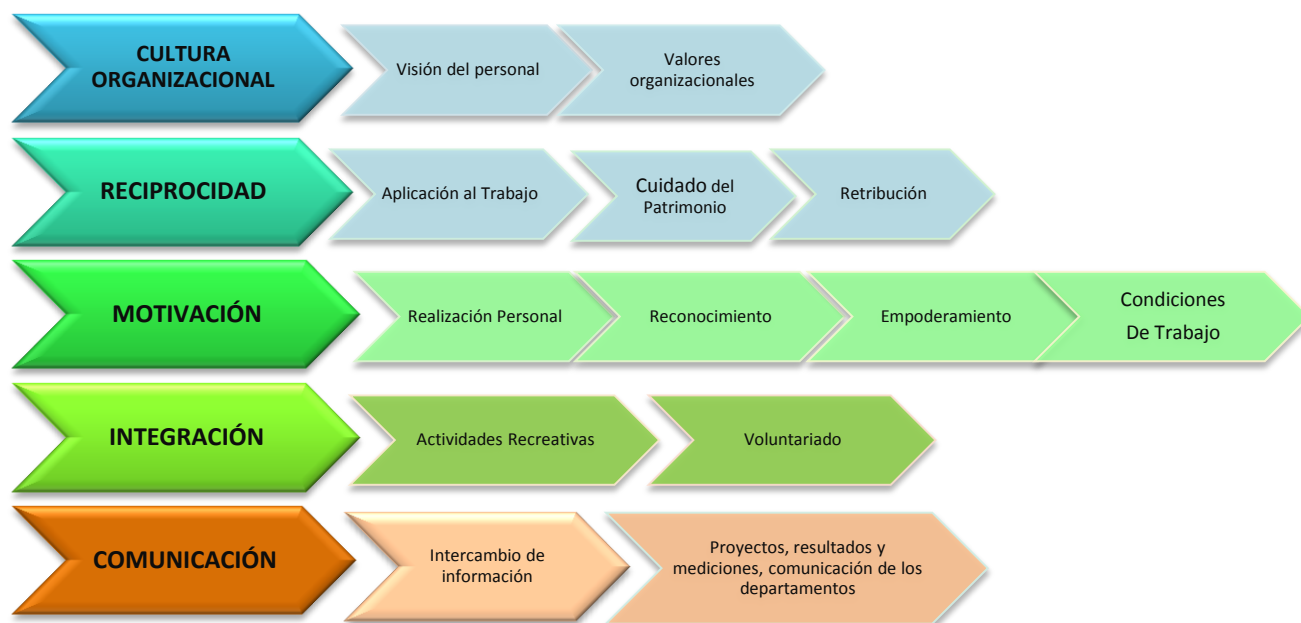 CULTURA
ORGANIZACIONAL
Visión del personal
Valores
organizacionales
RECIPROCIDAD
Aplicación al Trabajo
Cuidado del
Patrimonio
Retribución
MOTIVACIÓN
Realización Personal
Reconocimiento
Empoderamiento
Condiciones
De Trabajo
INTEGRACIÓN
Actividades Recreativas
Voluntariado
COMUNICACIÓN
Intercambio de
información
Proyectos, resultados y
mediciones, comunicación de los
departamentos